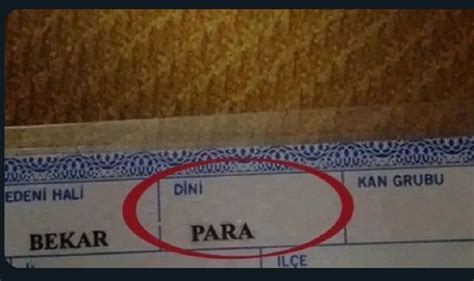 EDENİ HALİ DİNİ KAN GRUBU
BEKAR PARA
İLÇE